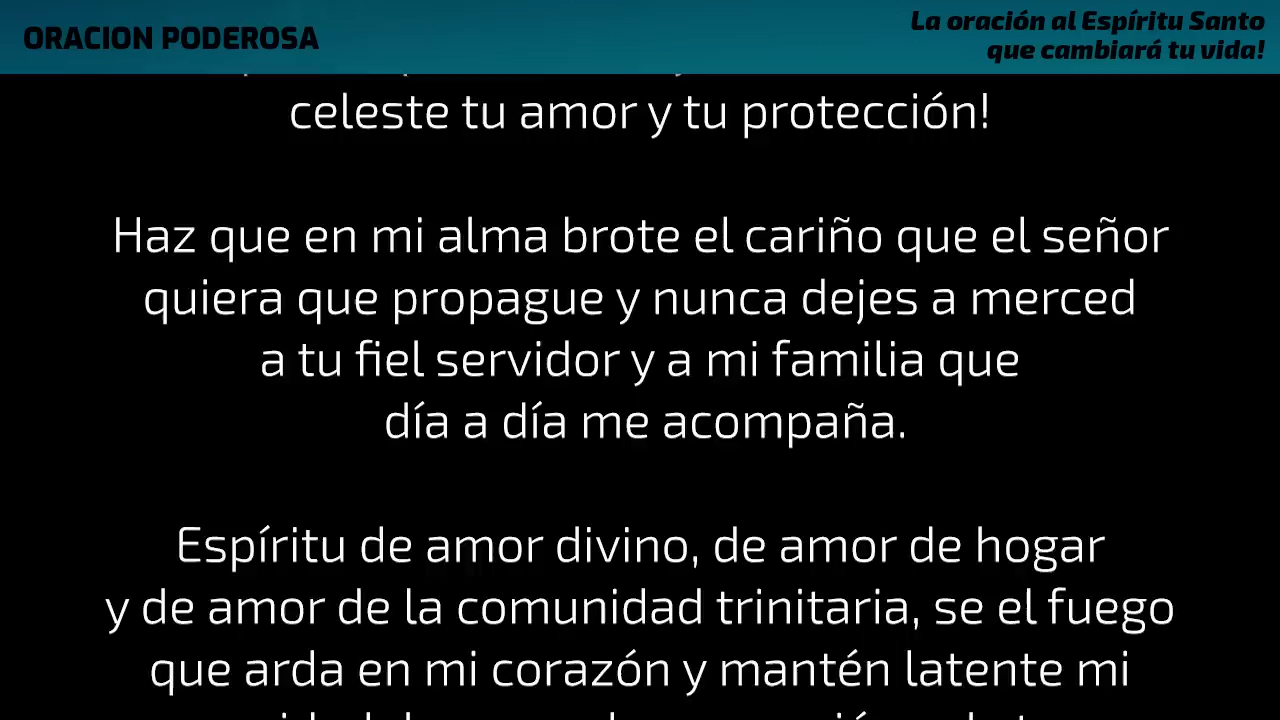 ORACION PODEROSA
La oración al Espíritu Santo
que cambiará tu vida!
celeste tu amor y tu protección!
Haz que en mi alma brote el cariño que el señor
quiera que propague y nunca dejes a merced
a tu fiel servidor y a mi familia que
día a día me acompaña.
Espíritu de amor divino, de amor de hogar
y de amor de la comunidad trinitaria, se el fuego
que arda en mi corazón y mantén latente mi